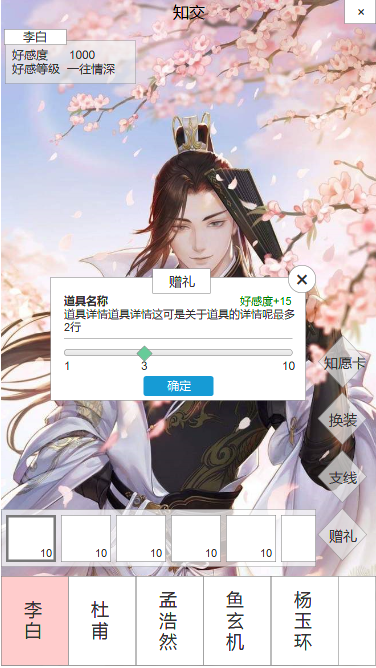 知交
×
李白
好感度 1000
好感等级 一往情深
赠礼
×
道具名称 好感度+15
道具详情道具详情这可是关于道具的详情呢最多
2行
1 3 10
确定
知愿卡
换装
支线
赠礼
10 10 10 10 10
李白
杜甫
孟浩然
鱼玄机
杨玉环